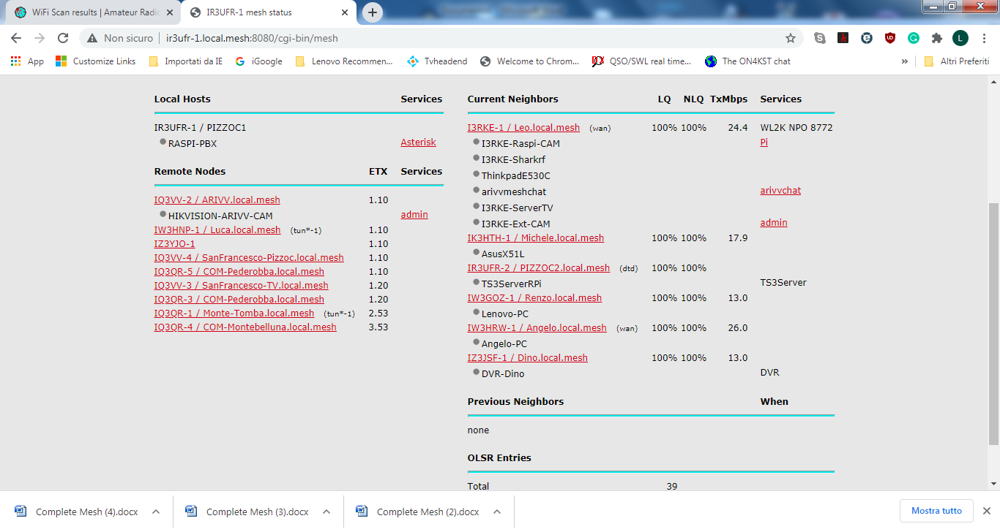 WiFi Scan results | Amateur Radio
IR3UFR-1 mesh status
Non sicuro ir3ufr-1.local.mesh:8080/cgi-bin/mesh
L
App Customize Links Importati da IE iGoogle Lenovo Recommen... Tvheadend Welcome to Chrom... QSO/SWL real time... The ON4KST chat » Altri Preferiti
Local Hosts Services
IR3UFR-1 / PIZZOC1
RASPI-PBX Asterisk
Remote Nodes ETX Services
IQ3VV-2 / ARIVV.local.mesh 1.10
HIKVISION-ARIVV-CAM admin
IW3HNP-1 / Luca.local.mesh (tun*-1) 1.10
IZ3YJO-1 1.10
IQ3VV-4 / SanFrancesco-Pizzoc.local.mesh 1.10
IQ3QR-5 / COM-Pederobba.local.mesh 1.10
IQ3VV-3 / SanFrancesco-TV.local.mesh 1.20
IQ3QR-3 / COM-Pederobba.local.mesh 1.20
IQ3QR-1 / Monte-Tomba.local.mesh (tun*-1) 2.53
IQ3QR-4 / COM-Montebelluna.local.mesh 3.53
Current Neighbors LQ NLQ TxMbps Services
I3RKE-1 / Leo.local.mesh (wan) 100% 100% 24.4 WL2K NPO 8772
I3RKE-Raspi-CAM Pi
I3RKE-Sharkrf
ThinkpadE530C
arivvmeshchat arivvchat
I3RKE-ServerTV
I3RKE-Ext-CAM admin
IK3HTH-1 / Michele.local.mesh 100% 100% 17.9
AsusX51L
IR3UFR-2 / PIZZOC2.local.mesh (dtd) 100% 100%
TS3ServerRPi TS3Server
IW3GOZ-1 / Renzo.local.mesh 100% 100% 13.0
Lenovo-PC
IW3HRW-1 / Angelo.local.mesh (wan) 100% 100% 26.0
Angelo-PC
IZ3JSF-1 / Dino.local.mesh 100% 100% 13.0
DVR-Dino DVR
Previous Neighbors When
none
OLSR Entries
Total 39
Complete Mesh (4).docx Complete Mesh (3).docx Complete Mesh (2).docx Mostra tutto